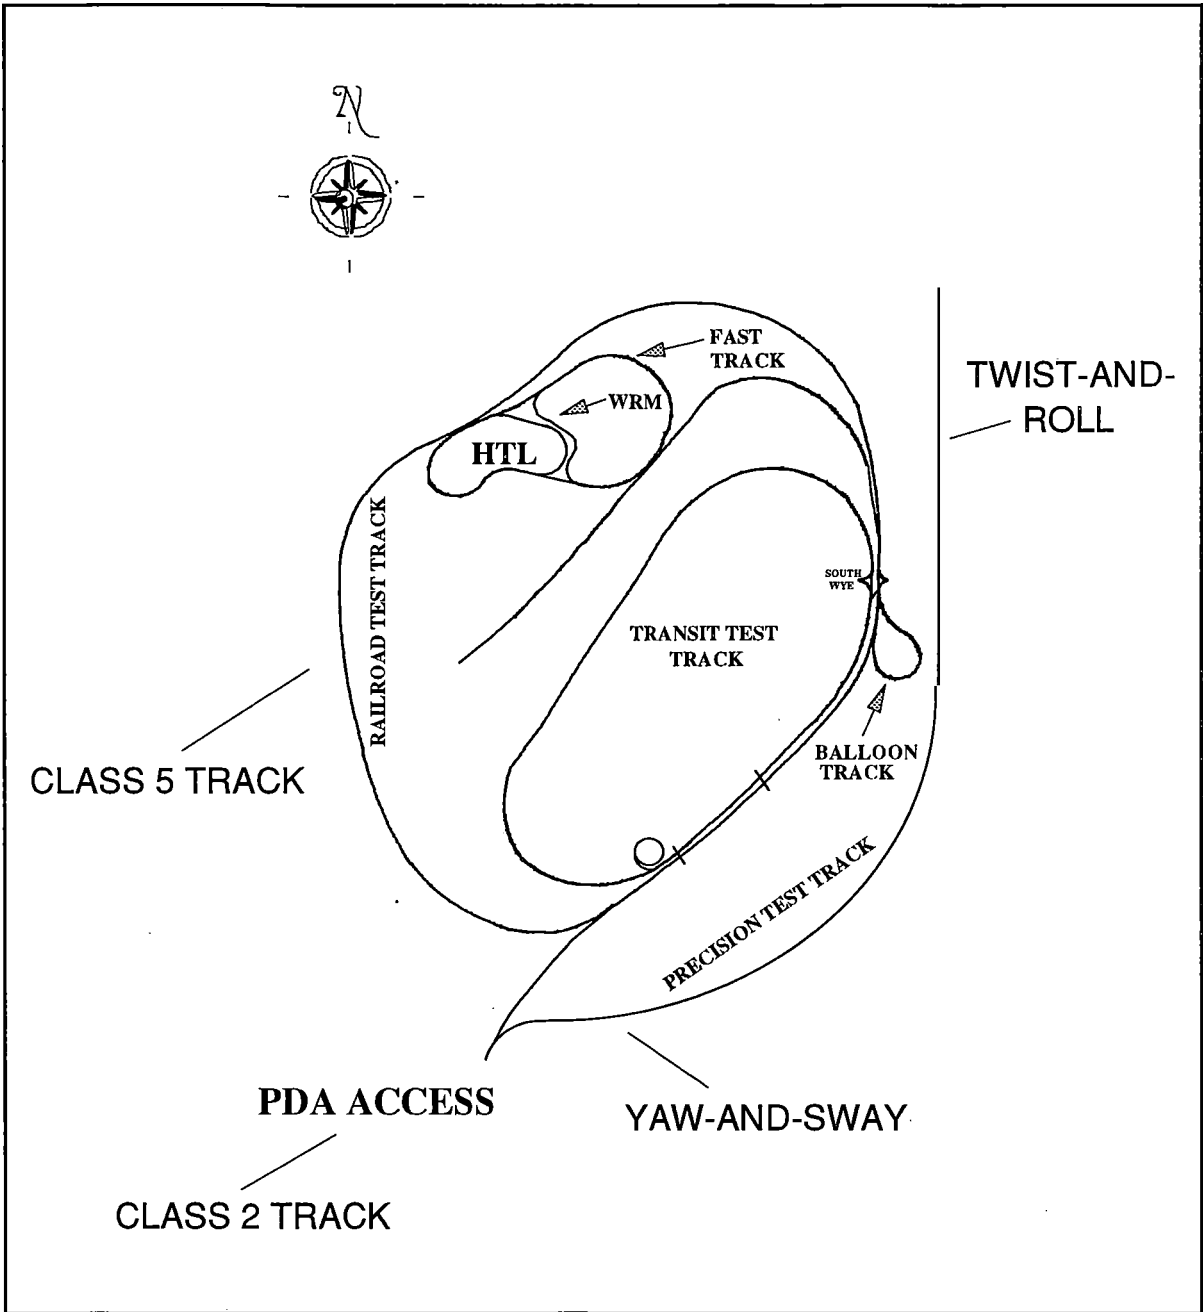 N
FAST
TRACK
TWIST-AND-
ROLL
WRM
HTL
RAILROAD TEST TRACK
SOUTH
WYE
TRANSIT TEST
TRACK
BALLOON
TRACK
CLASS 5 TRACK
PRECISION TEST TRACK
PDA ACCESS
YAW-AND-SWAY
CLASS 2 TRACK